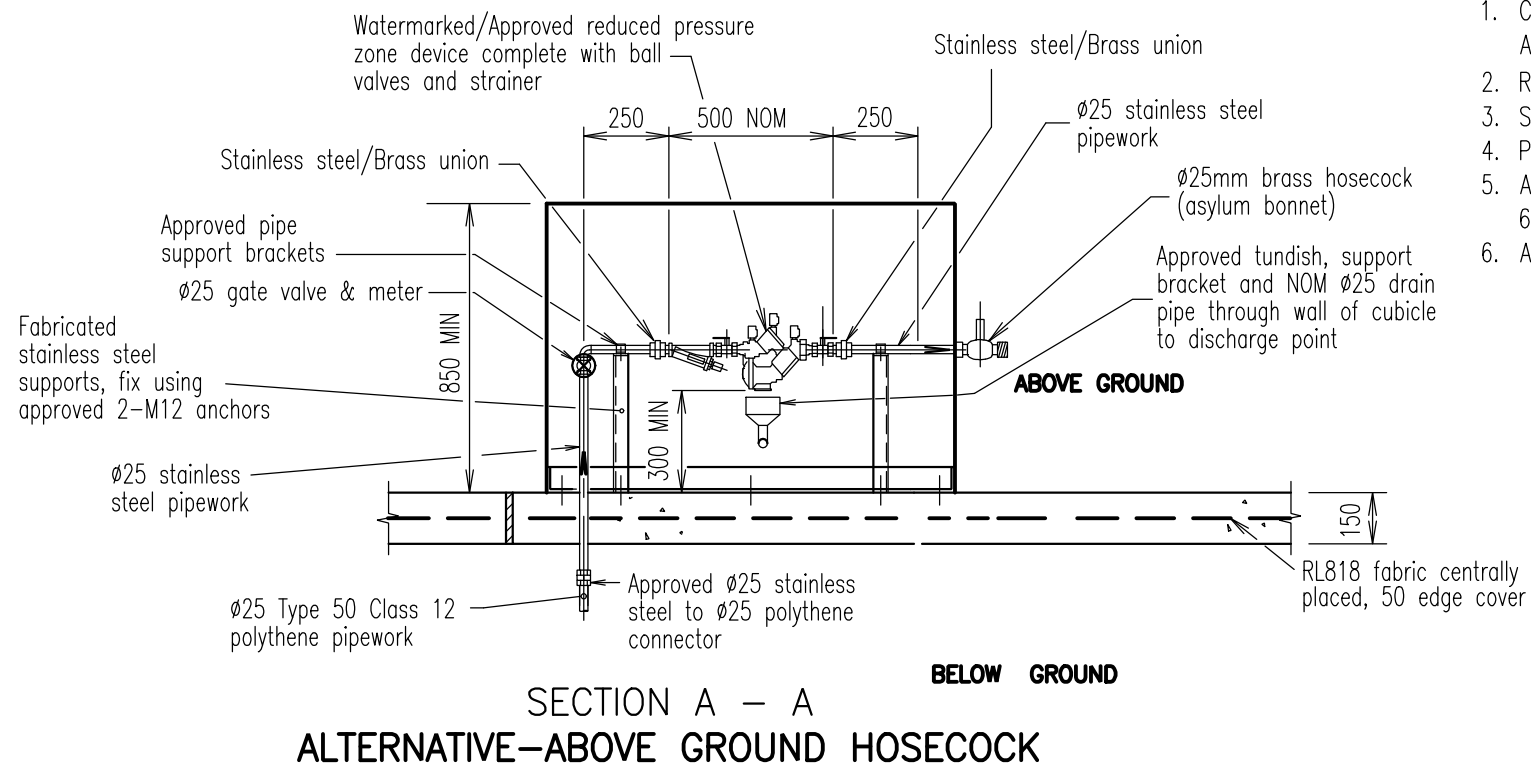 Watermarked/Approved reduced pressure
zone device complete with ball
valves and strainer
Stainless steel/Brass union
250
500 NOM
250
Ø25 stainless steel
pipework
Stainless steel/Brass union
Ø25mm brass hosecock
(asylum bonnet)
Approved pipe
support brackets
Ø25 gate valve & meter
Approved tundish, support
bracket and NOM Ø25 drain
pipe through wall of cubicle
to discharge point
Fabricated
stainless steel
supports, fix using
approved 2-M12 anchors
850 MIN
300 MIN
ABOVE GROUND
Ø25 stainless
steel pipework
150
RL818 fabric centrally
placed, 50 edge cover
Ø25 Type 50 Class 12
polythene pipework
Approved Ø25 stainless
steel to Ø25 polythene
connector
BELOW GROUND
SECTION A - A
ALTERNATIVE-ABOVE GROUND HOSECOCK
1. C
A
2. R
3. S
4. P
5. A
6
6. A